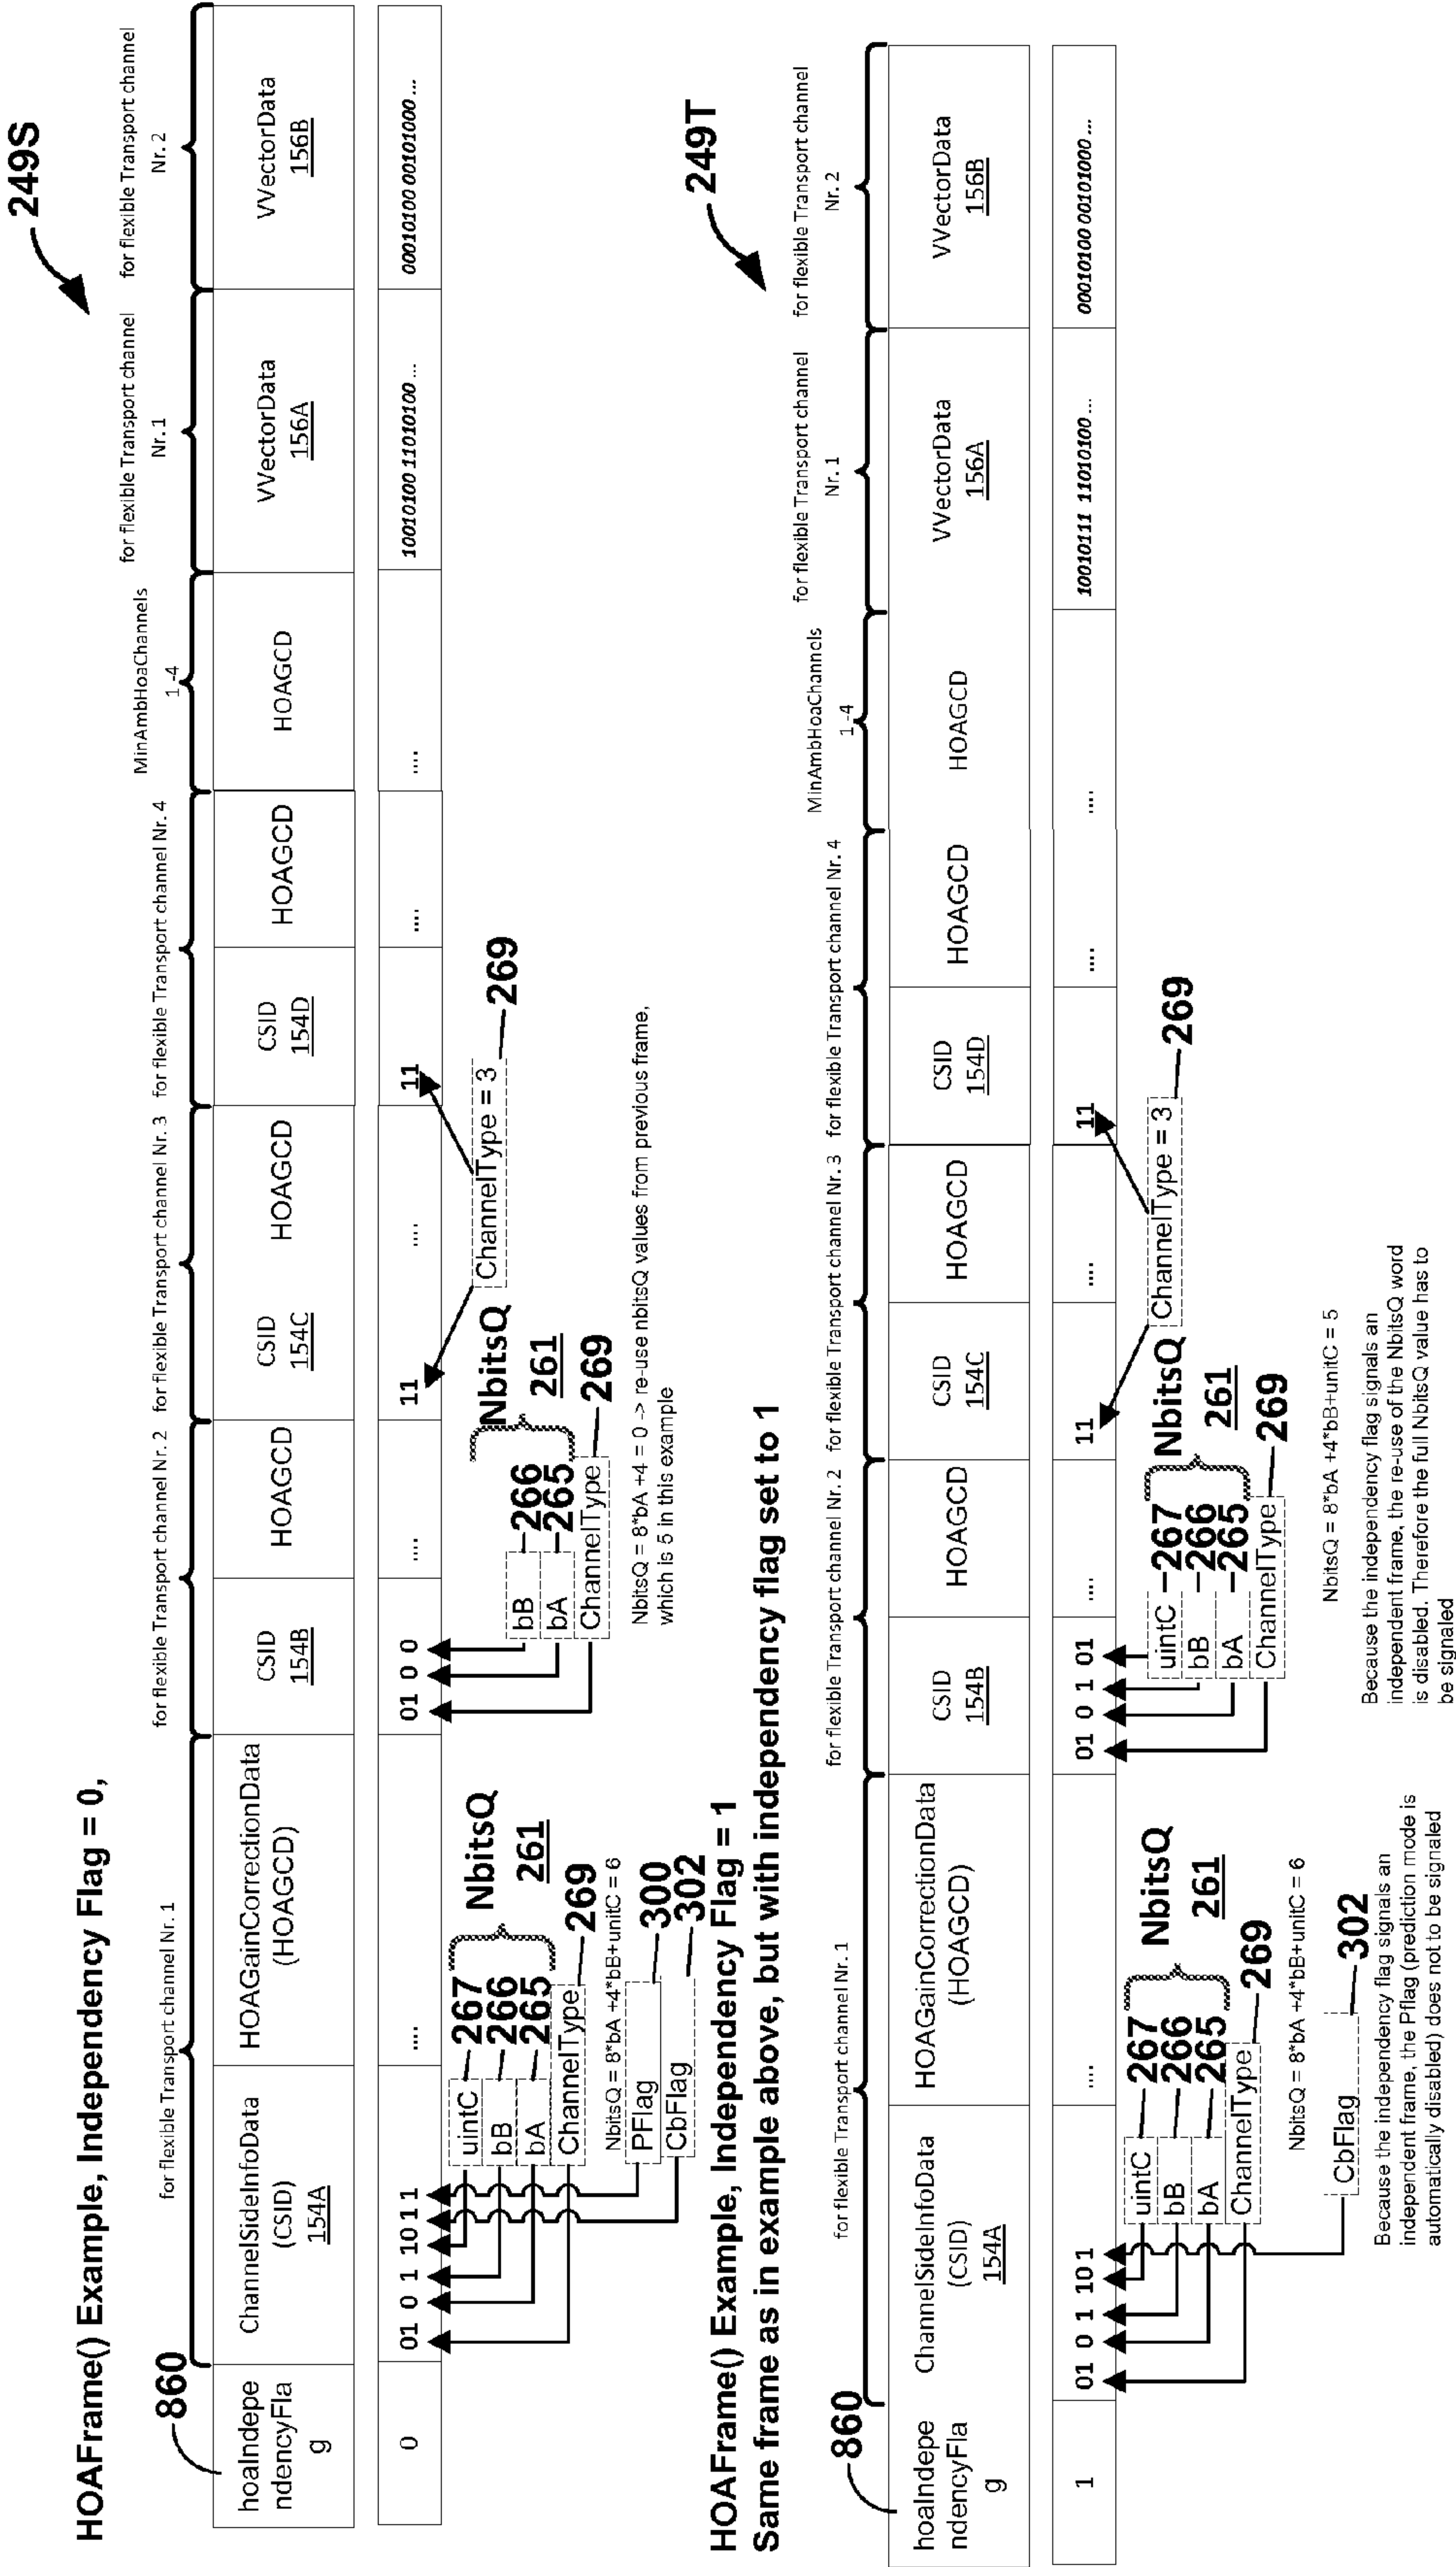 HOAFrame() Example, Independency Flag = 0,
249S
860
for flexible Transport channel Nr. 1
for flexible Transport channel Nr. 2
for flexible Transport channel Nr. 3
for flexible Transport channel Nr. 4
MinAmbHoaChannels
1 -4
for flexible Transport channel
Nr. 1
for flexible Transport channel
Nr. 2
hoaIndepe
ndencyFla
g
ChannelSideInfoData
(CSID)
154A
HOAGainCorrectionData
(HOAGCD)
CSID
154B
HOAGCD
CSID
154C
HOAGCD
CSID
154D
HOAGCD
HOAGCD
VVectorData
156A
VVectorData
156B
0
01 0 1 10 1 1
....
01 0 0
....
11
....
11
....
....
10010100 11010100 ...
00010100 00101000 ...
uintC 267
bB 266
bA 265
ChannelType 269
NbitsQ
261
NbitsQ = 8*bA +4*bB+unitC = 6
PFlag 300
CbFlag 302
bB 266
bA 265
ChannelType 269
NbitsQ
261
NbitsQ = 8*bA +4 = 0 -> re-use nbitsQ values from previous frame,
which is 5 in this example
ChannelType = 3 269
HOAFrame() Example, Independency Flag = 1
Same frame as in example above, but with independency flag set to 1
249T
860
for flexible Transport channel Nr. 1
for flexible Transport channel Nr. 2
for flexible Transport channel Nr. 3
for flexible Transport channel Nr. 4
MinAmbHoaChannels
1 -4
for flexible Transport channel
Nr. 1
for flexible Transport channel
Nr. 2
hoaIndepe
ndencyFla
g
ChannelSideInfoData
(CSID)
154A
HOAGainCorrectionData
(HOAGCD)
CSID
154B
HOAGCD
CSID
154C
HOAGCD
CSID
154D
HOAGCD
HOAGCD
VVectorData
156A
VVectorData
156B
1
01 0 1 10 1
....
01 0 1 01
....
11
....
11
....
....
10010111 11010100 ...
00010100 00101000 ...
uintC 267
bB 266
bA 265
ChannelType 269
NbitsQ
261
NbitsQ = 8*bA +4*bB+unitC = 6
CbFlag 302
Because the independency flag signals an
independent frame, the Pflag (prediction mode is
automatically disabled) does not to be signaled
uintC 267
bB 266
bA 265
ChannelType 269
NbitsQ
261
NbitsQ = 8*bA +4*bB+unitC = 5
Because the independency flag signals an
independent frame, the re-use of the NbitsQ word
is disabled. Therefore the full NbitsQ value has to
be signaled
ChannelType = 3 269